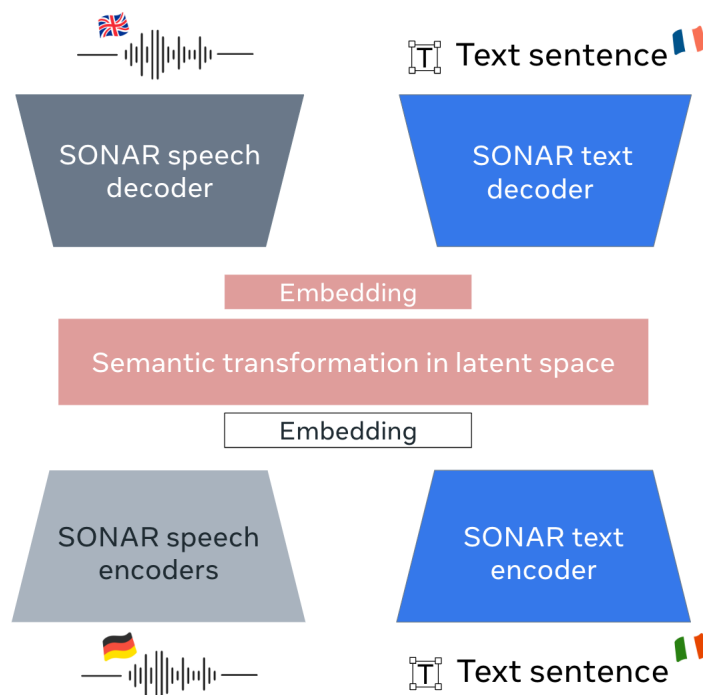 T Text sentence
SONAR speech
decoder
SONAR text
decoder
Embedding
Semantic transformation in latent space
Embedding
SONAR speech
encoders
SONAR text
encoder
T Text sentence